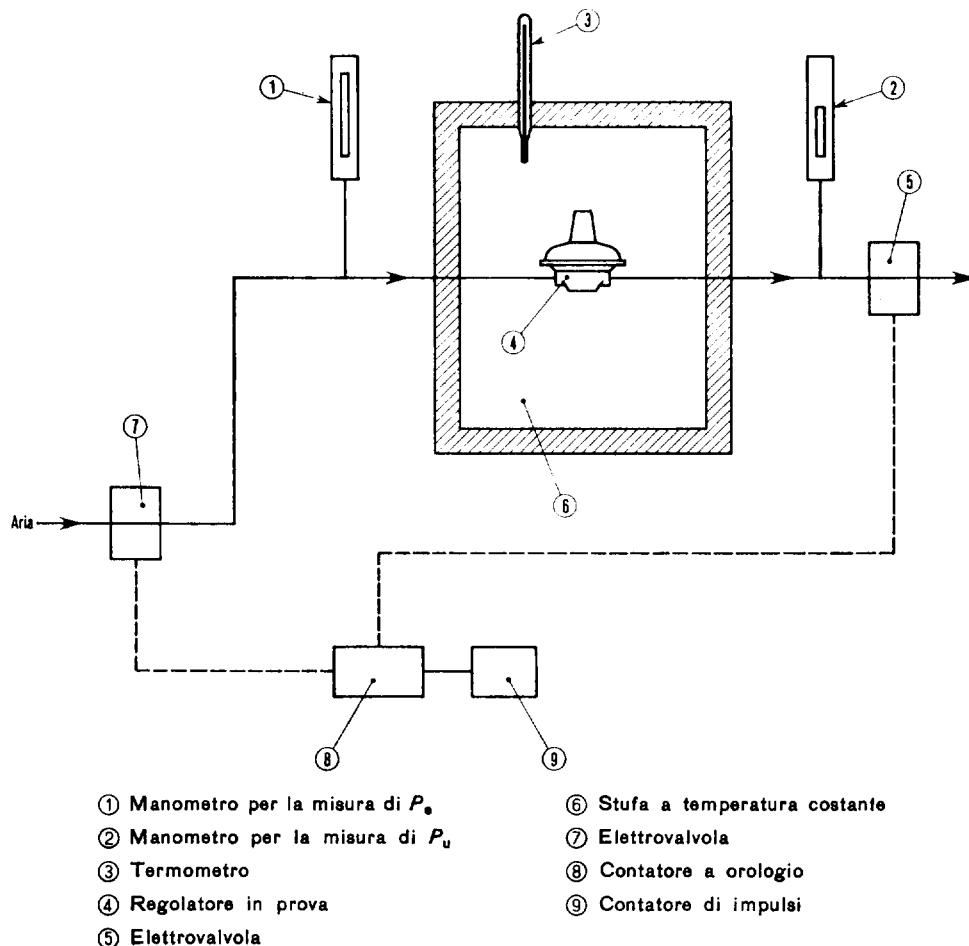 ③
①
②
⑤
④
⑦
⑥
Aria
⑧
⑨
① Manometro per la misura di Pe
② Manometro per la misura di Pu
③ Termometro
④ Regolatore in prova
⑤ Elettrovalvola
⑥ Stufa a temperatura costante
⑦ Elettrovalvola
⑧ Contatore a orologio
⑨ Contatore di impulsi